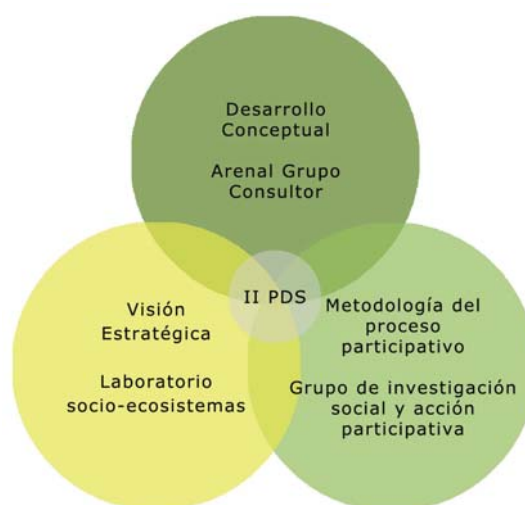 Desarrollo
Conceptual
Arenal Grupo
Consultor
II PDS
Visión
Estratégica
Laboratorio
socio-ecosistemas
Metodología del
proceso
participativo
Grupo de investigación
social y acción
participativa